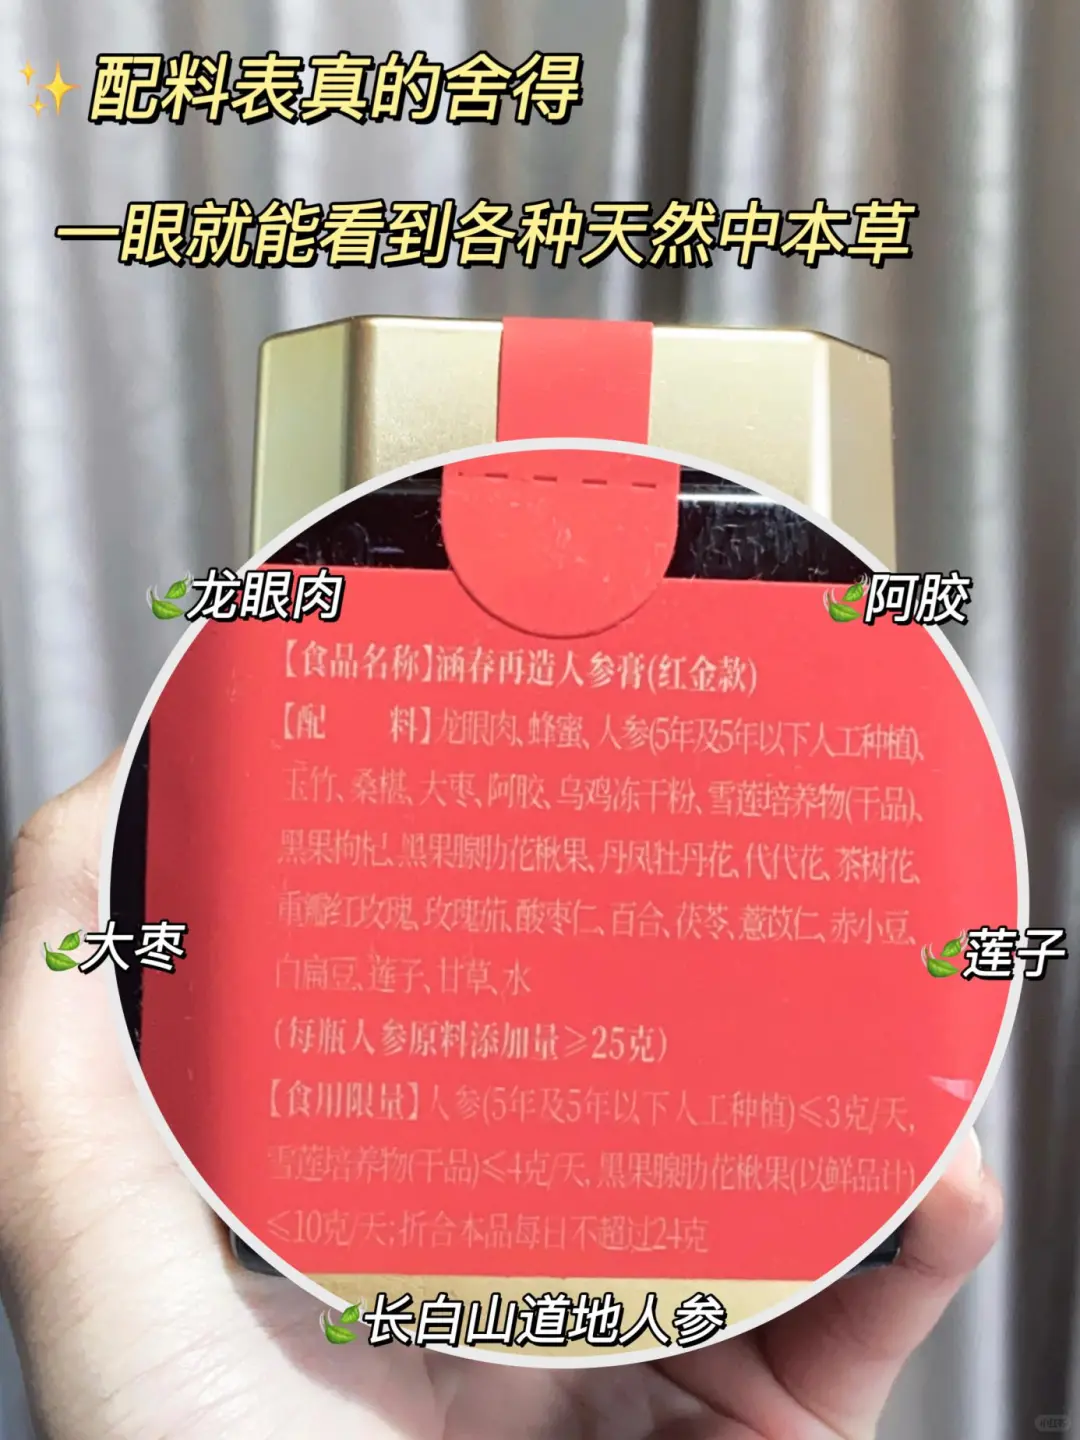 配料表真的舍得
一眼就能看到各种天然中本草
龙眼肉
阿胶
【食品名称】涵春再造人参膏(红金款)
【配 料】龙眼肉、蜂蜜、人参(5年及5年以下人工种植)、
玉竹、桑椹、大枣、阿胶、乌鸡冻干粉、雪莲培养物(干品)、
黑果枸杞、黑果腺肋花楸果、丹凤牡丹花、代代花、茶树花、
重瓣红玫瑰、玫瑰茄、酸枣仁、百合、茯苓、薏苡仁、赤小豆、
大枣
莲子
白扁豆、莲子、甘草、水
(每瓶人参原料添加量≥25克)
【食用限量】人参(5年及5年以下人工种植)≤3克/天,
雪莲培养物(干品)≤4克/天,黑果腺肋花楸果(以鲜品计)
≤10克/天;折合本品每日不超过24克
长白山道地人参
小红书